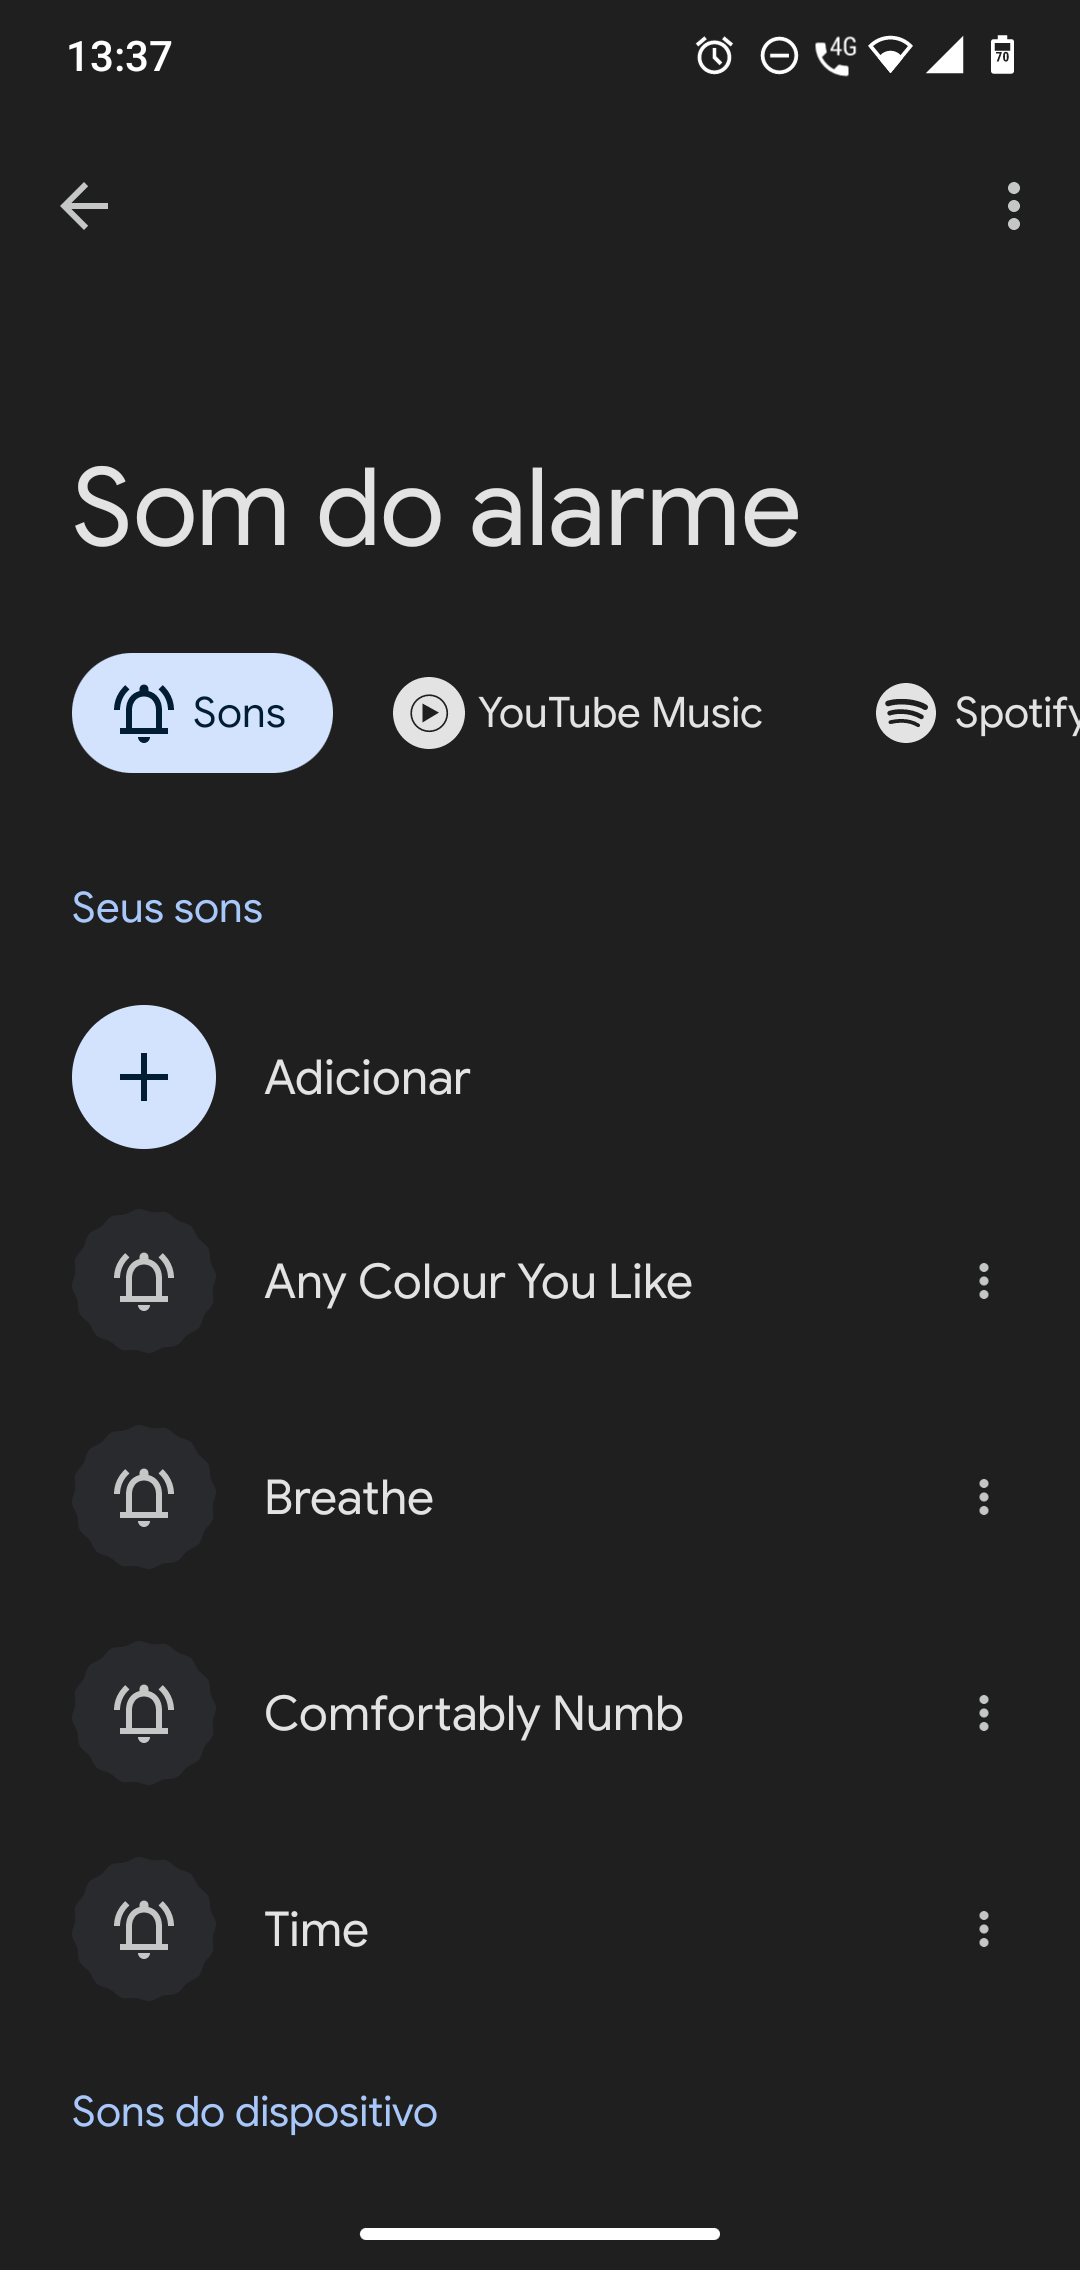 13:37
4G
70
Som do alarme
Sons
YouTube Music
Spotify
Seus sons
Adicionar
Any Colour You Like
Breathe
Comfortably Numb
Time
Sons do dispositivo